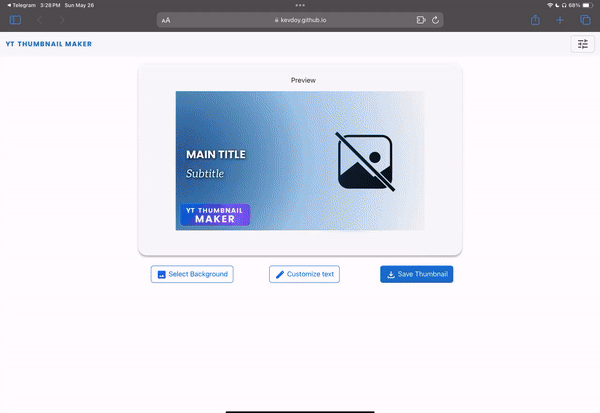 Telegram 3:28 PM Sun May 26
68%
AA
kevdoy.github.io
YT THUMBNAIL MAKER
Preview
MAIN TITLE
Subtitle
YT THUMBNAIL
MAKER
Select Background
Customize text
Save Thumbnail